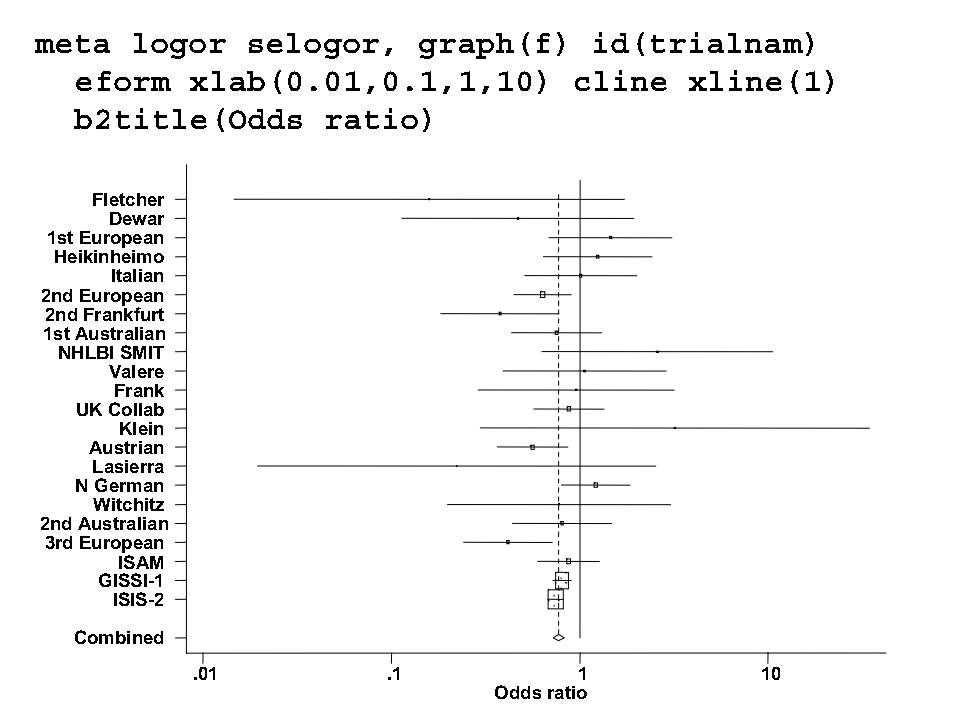 meta logor selogor, graph(f) id(trialnam)
eform xlab(0.01,0.1,1,10) cline xline(1)
b2title(Odds ratio)
Fletcher
Dewar
1st European
Heikinheimo
Italian
2nd European
2nd Frankfurt
1st Australian
NHLBI SMIT
Valere
Frank
UK Collab
Klein
Austrian
Lasierra
N German
Witchitz
2nd Australian
3rd European
ISAM
GISSI-1
ISIS-2
Combined
.01 .1 1 10
Odds ratio